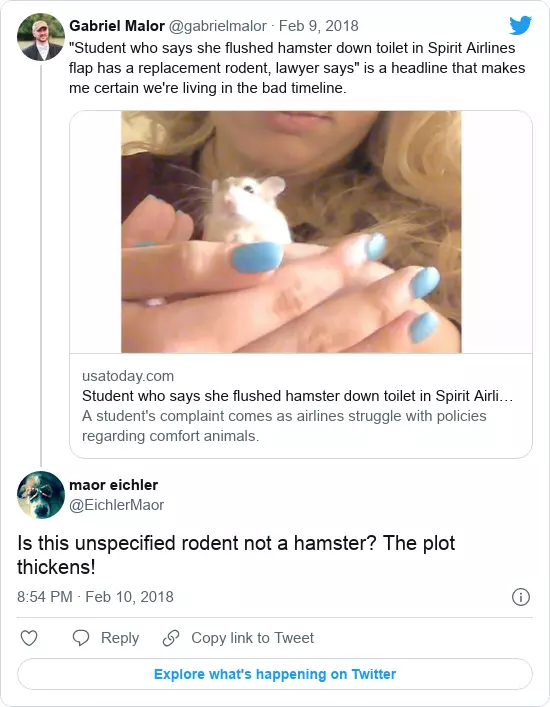 Gabriel Malor @gabrielmalor · Feb 9, 2018
"Student who says she flushed hamster down toilet in Spirit Airlines
flap has a replacement rodent, lawyer says" is a headline that makes
me certain we're living in the bad timeline.
usatoday.com
Student who says she flushed hamster down toilet in Spirit Airli…
A student's complaint comes as airlines struggle with policies
regarding comfort animals.
maor eichler
@EichlerMaor
Is this unspecified rodent not a hamster? The plot
thickens!
8:54 PM · Feb 10, 2018
Reply
Copy link to Tweet
Explore what's happening on Twitter